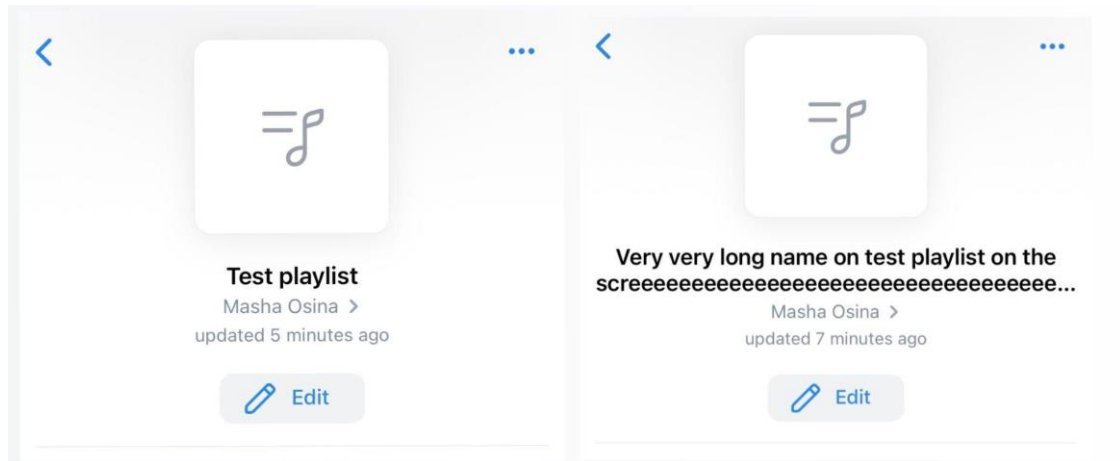 Test playlist
Masha Osina >
updated 5 minutes ago
Edit
Very very long name on test playlist on the
screeeeeeeeeeeeeeeeeeeeeeeeeeeeeeeeeee...
Masha Osina >
updated 7 minutes ago
Edit